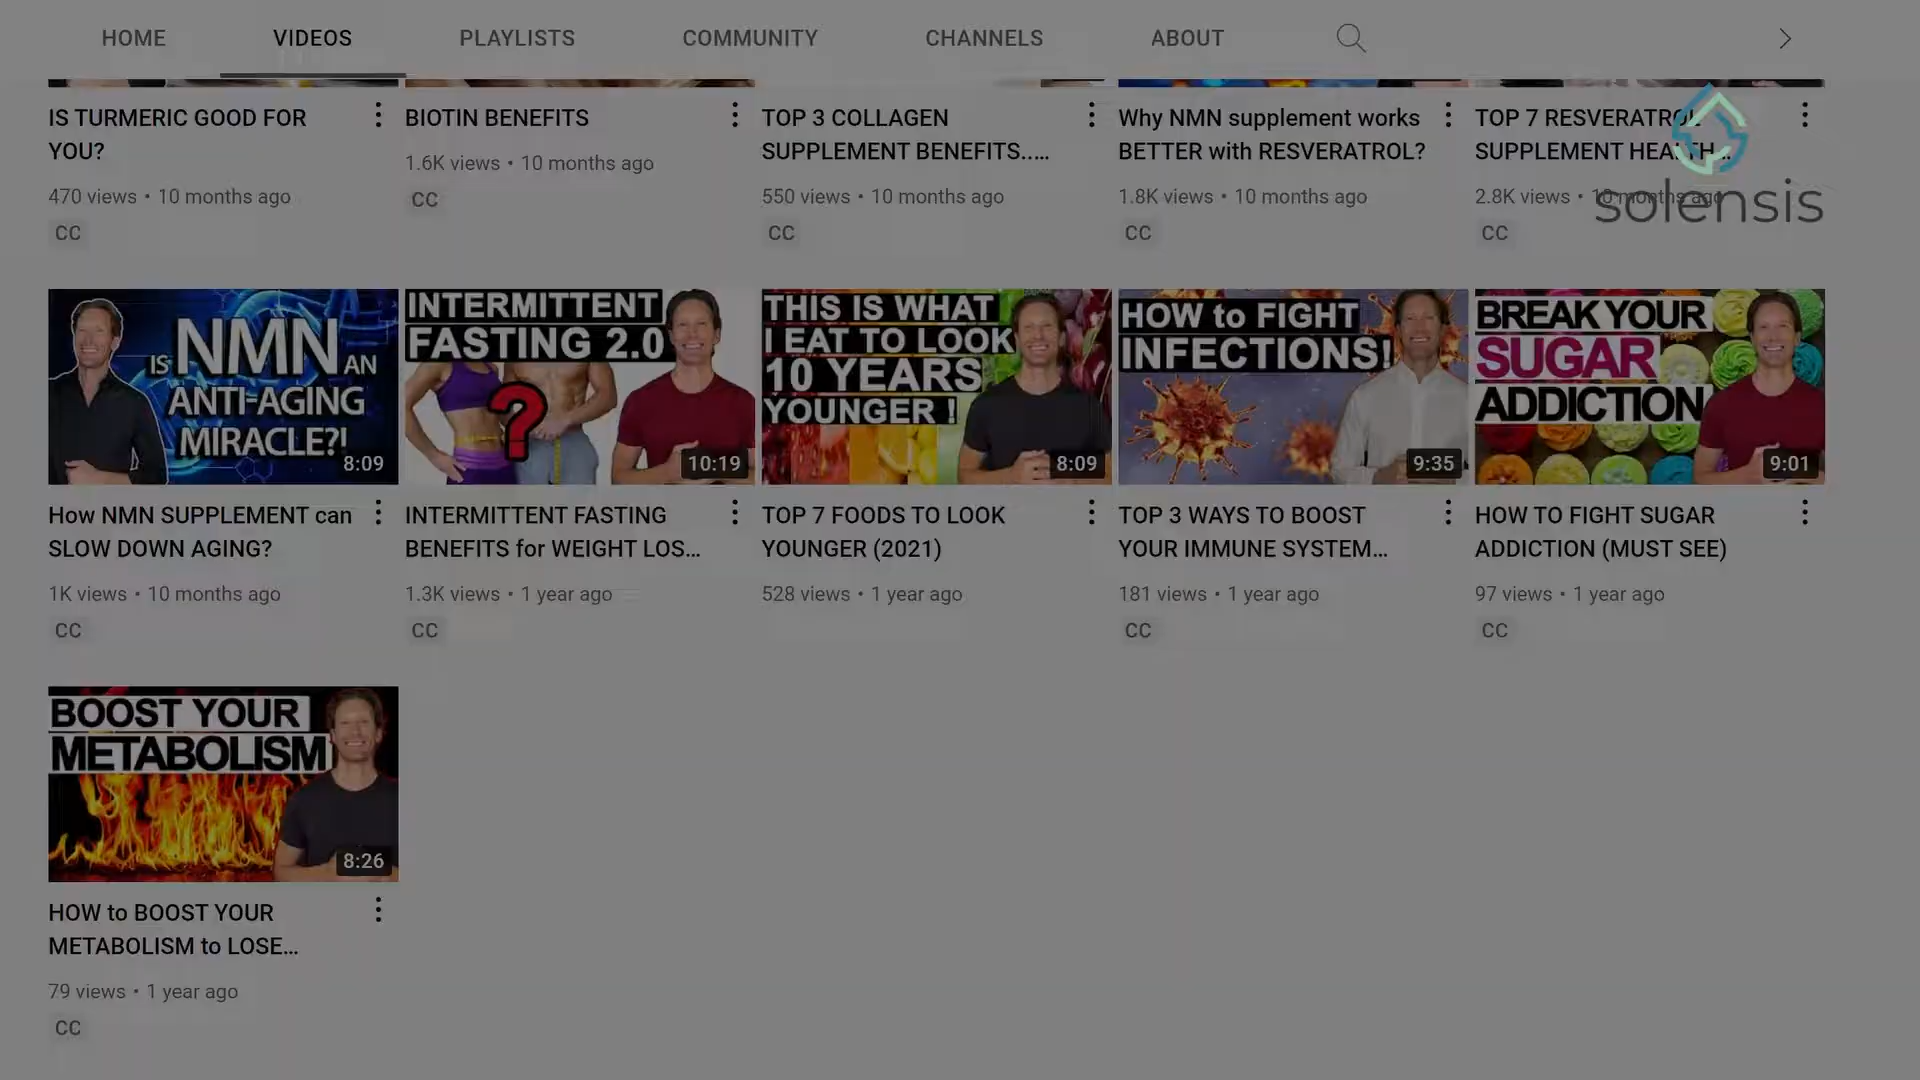 HOME VIDEOS PLAYLISTS COMMUNITY CHANNELS ABOUT
IS TURMERIC GOOD FOR
YOU?
470 views • 10 months ago
CC
BIOTIN BENEFITS
1.6K views • 10 months ago
CC
TOP 3 COLLAGEN
SUPPLEMENT BENEFITS.....
550 views • 10 months ago
CC
Why NMN supplement works
BETTER with RESVERATROL?
1.8K views • 10 months ago
CC
TOP 7 RESVERATROL
SUPPLEMENT HEALTH...
2.8K views • 10 months ago
CC
solensis
IS NMN AN
ANTI-AGING
MIRACLE?!
8:09
How NMN SUPPLEMENT can
SLOW DOWN AGING?
1K views • 10 months ago
CC
INTERMITTENT
FASTING 2.0
?
10:19
INTERMITTENT FASTING
BENEFITS for WEIGHT LOS...
1.3K views • 1 year ago
CC
THIS IS WHAT
I EAT TO LOOK
10 YEARS
YOUNGER !
8:09
TOP 7 FOODS TO LOOK
YOUNGER (2021)
528 views • 1 year ago
HOW to FIGHT
INFECTIONS!
9:35
TOP 3 WAYS TO BOOST
YOUR IMMUNE SYSTEM...
181 views • 1 year ago
CC
BREAK YOUR
SUGAR
ADDICTION
9:01
HOW TO FIGHT SUGAR
ADDICTION (MUST SEE)
97 views • 1 year ago
CC
BOOST YOUR
METABOLISM
8:26
HOW to BOOST YOUR
METABOLISM to LOSE...
79 views • 1 year ago
CC